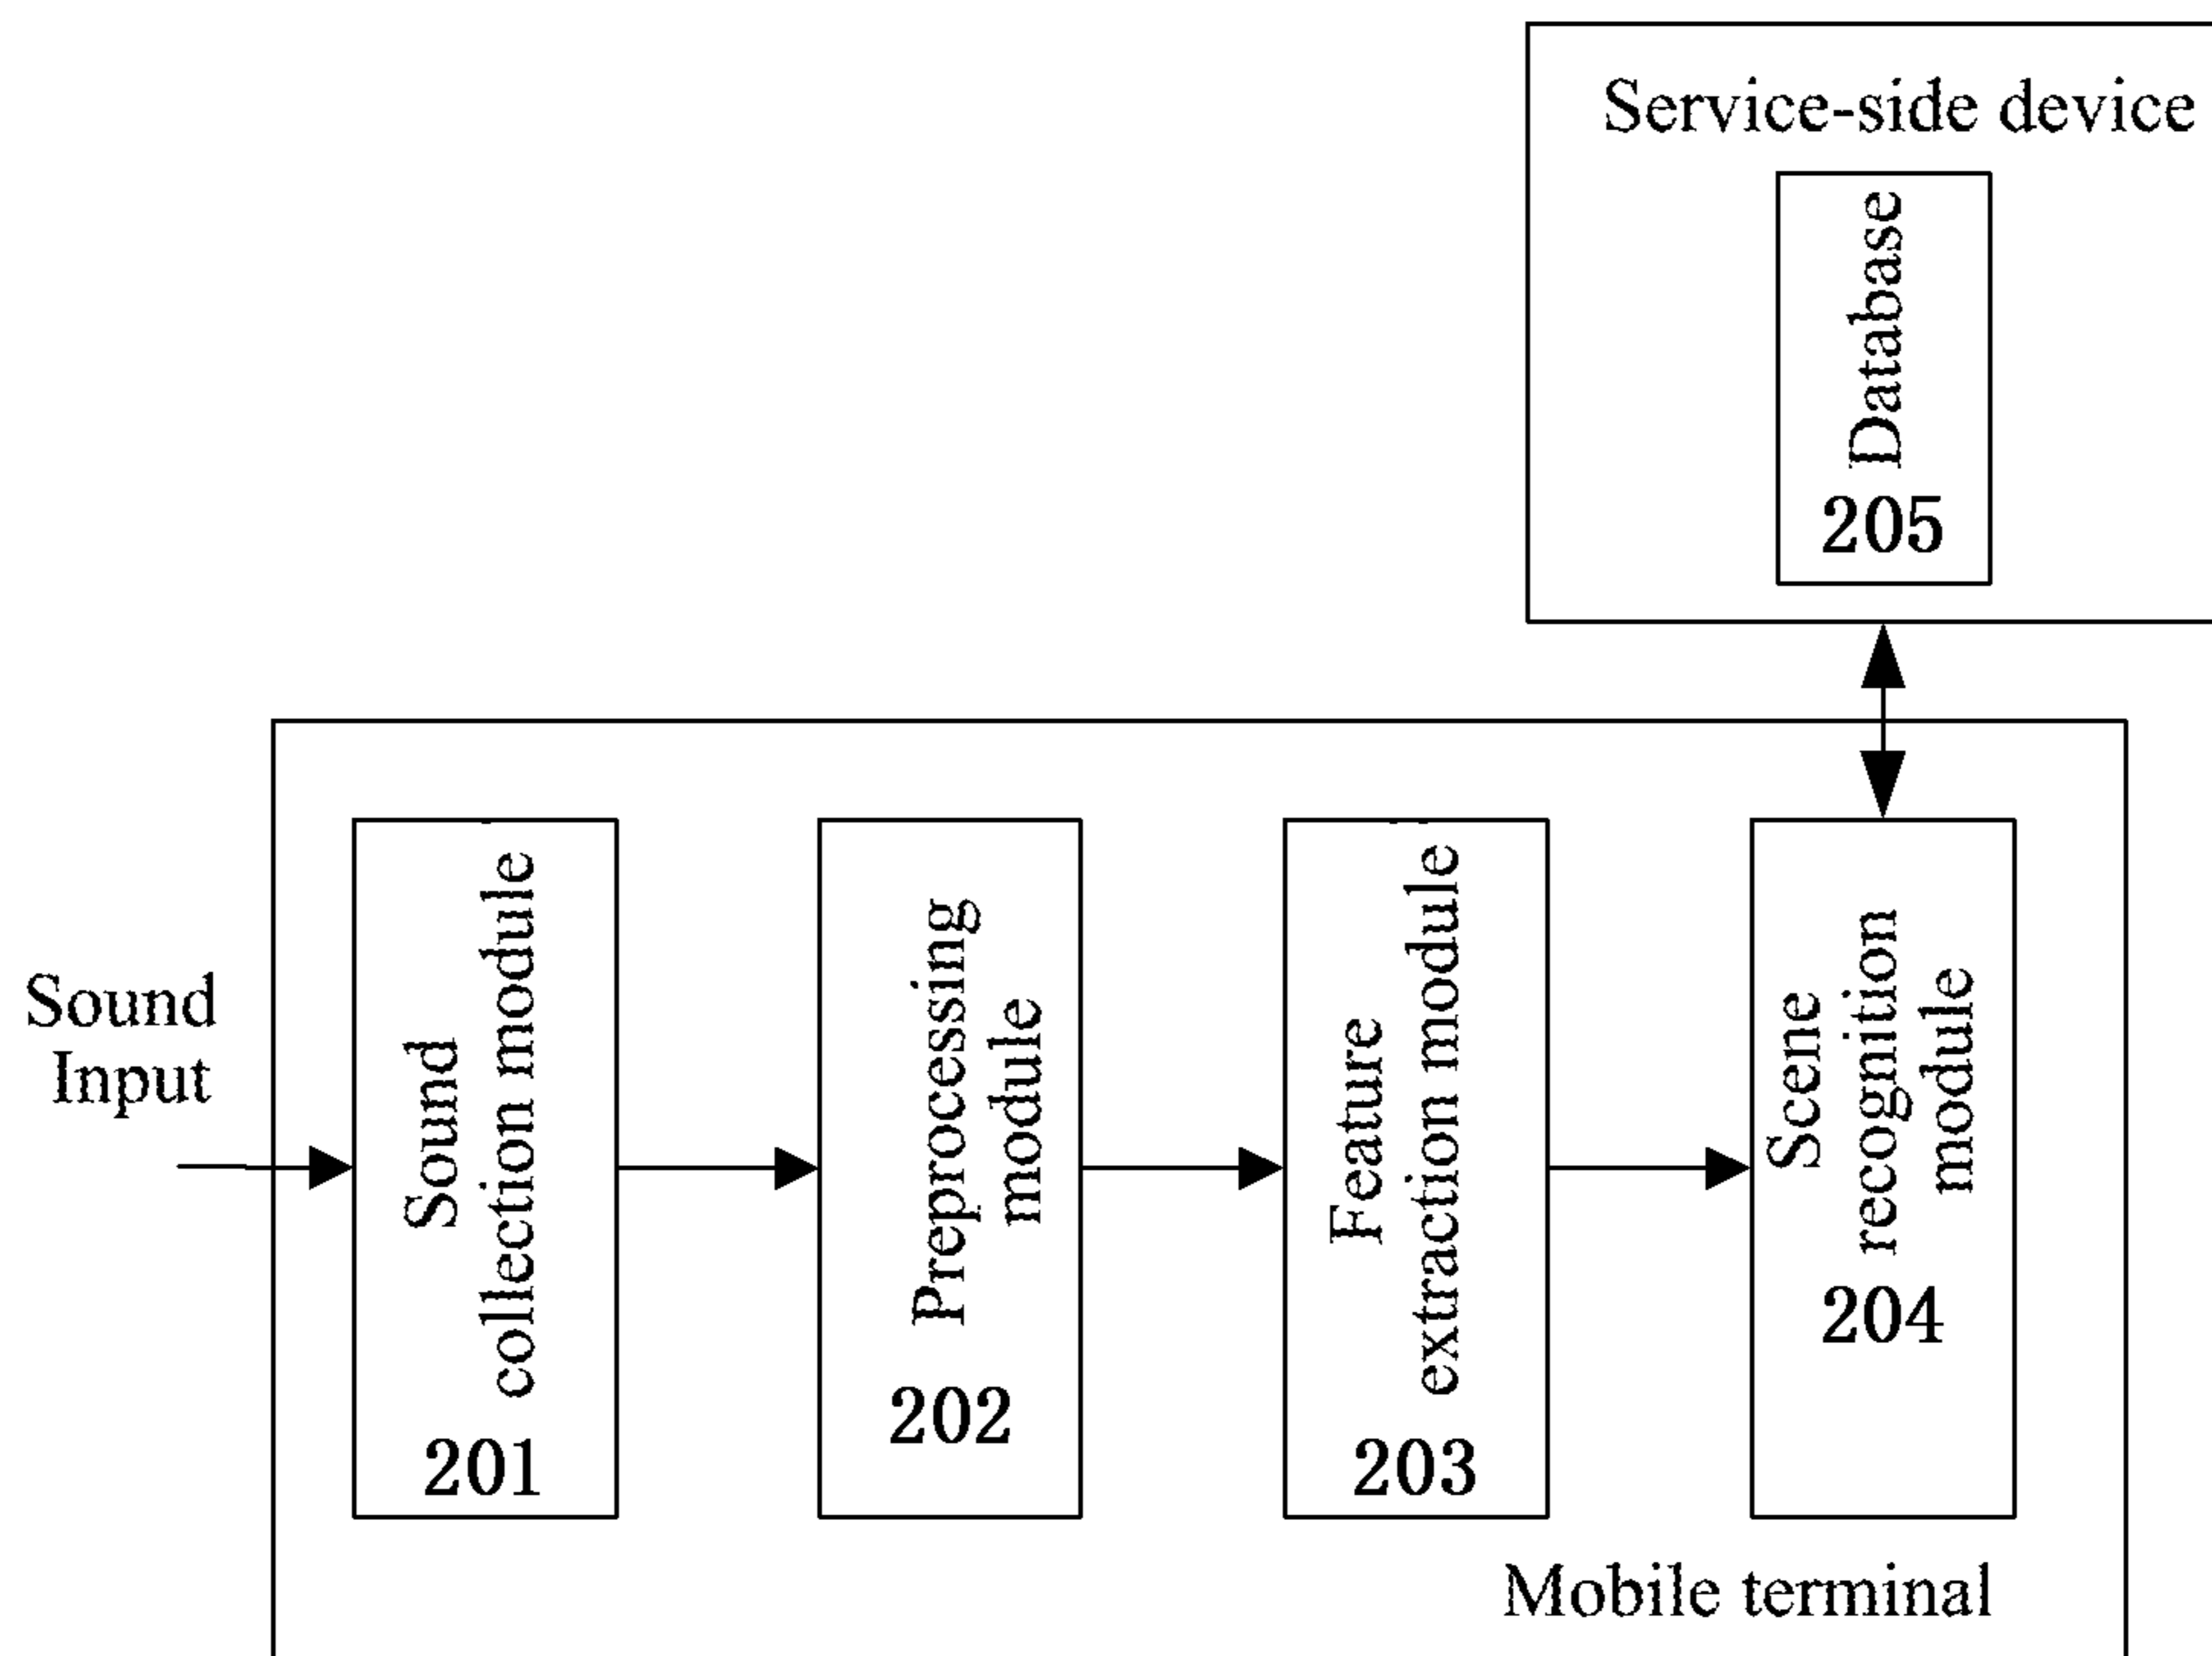 Service-side device
Database
205
Sound
Input
Sound
collection module
201
Preprocessing
module
202
Feature
extraction module
203
Scene
recognition
module
204
Mobile terminal